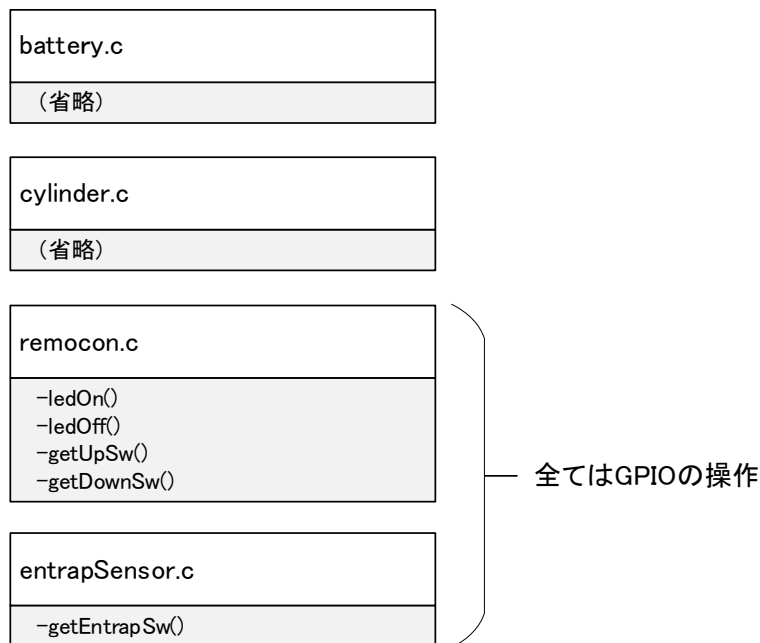 battery.c
（省略）
cylinder.c
（省略）
remocon.c
-ledOn()
-ledOff()
-getUpSw()
-getDownSw()
全てはGPIOの操作
entrapSensor.c
-getEntrapSw()